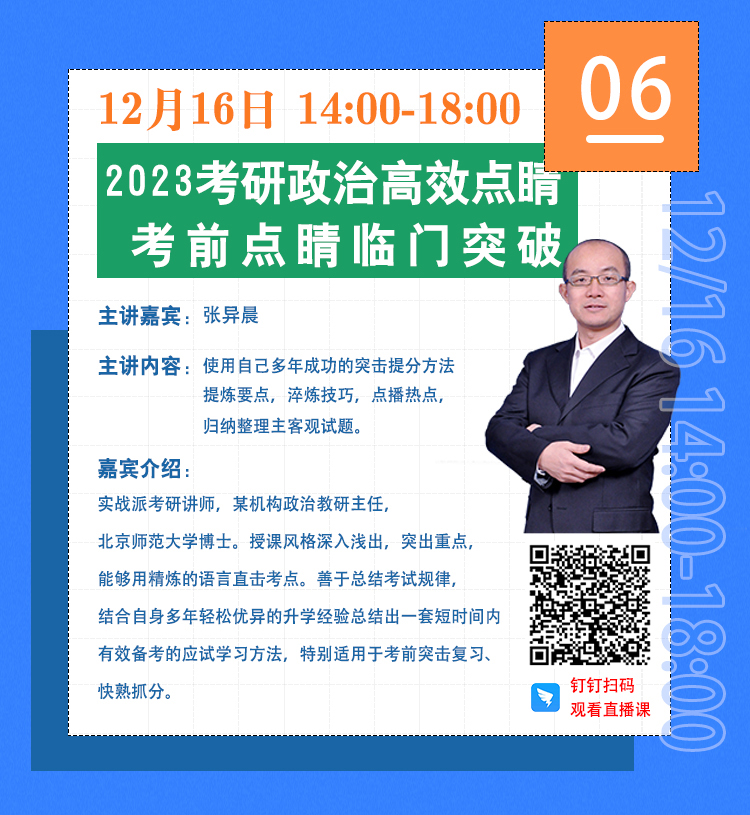 06
12月16日 14:00-18:00
2023考研政治高效点睛
考前点睛临门突破
主讲嘉宾：张异晨
主讲内容：使用自己多年成功的突击提分方法
提炼要点，淬炼技巧，点播热点，
归纳整理主客观试题。
嘉宾介绍：
实战派考研讲师，某机构政治教研主任，
北京师范大学博士。授课风格深入浅出，突出重点，
能够用精炼的语言直击考点。善于总结考试规律，
结合自身多年轻松优异的升学经验总结出一套短时间内
有效备考的应试学习方法，特别适用于考前突击复习、
快熟抓分。
钉钉扫码
观看直播课
12/16 14:00-18:00